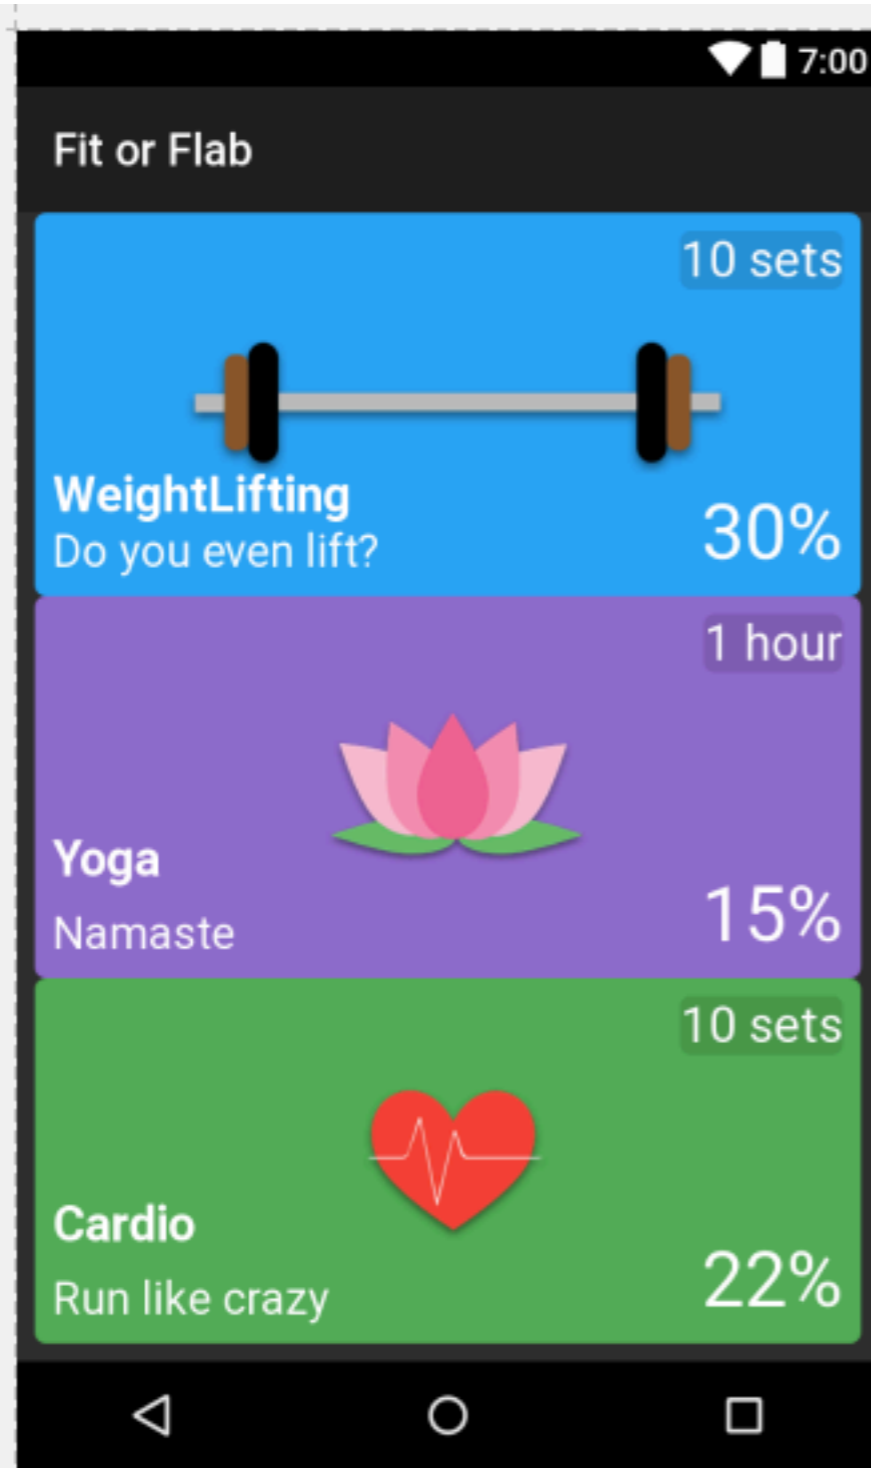 7:00
Fit or Flab
10 sets
WeightLifting
Do you even lift?
30%
1 hour
Yoga
Namaste
15%
10 sets
Cardio
Run like crazy
22%